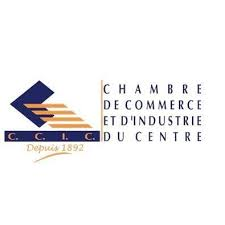 CHAMBRE
DE COMMERCE
ET D'INDUSTRIE
DU CENTRE
C. C. I. C.
Depuis 1892